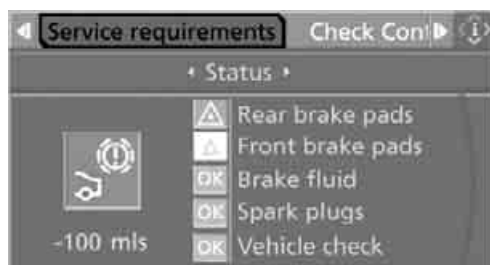 Service requirements Check Con
Status
Rear brake pads
Front brake pads
OK Brake fluid
OK Spark plugs
-100 mls
OK Vehicle check